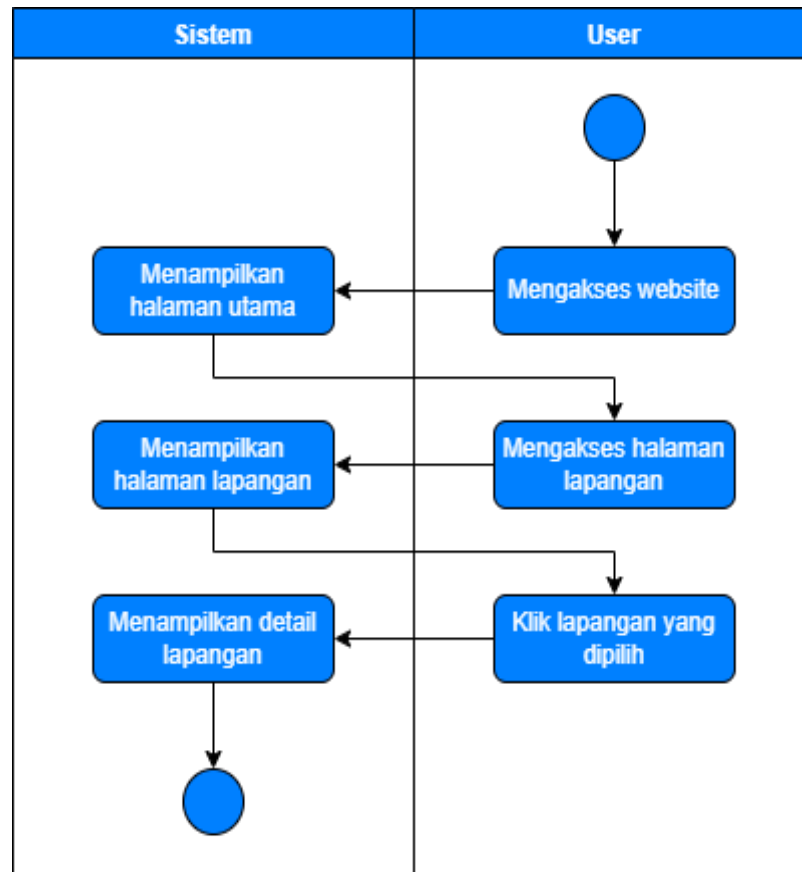 Sistem
User
Menampilkan
halaman utama
Mengakses website
Menampilkan
halaman lapangan
Mengakses halaman
lapangan
Menampilkan detail
lapangan
Klik lapangan yang
dipilih